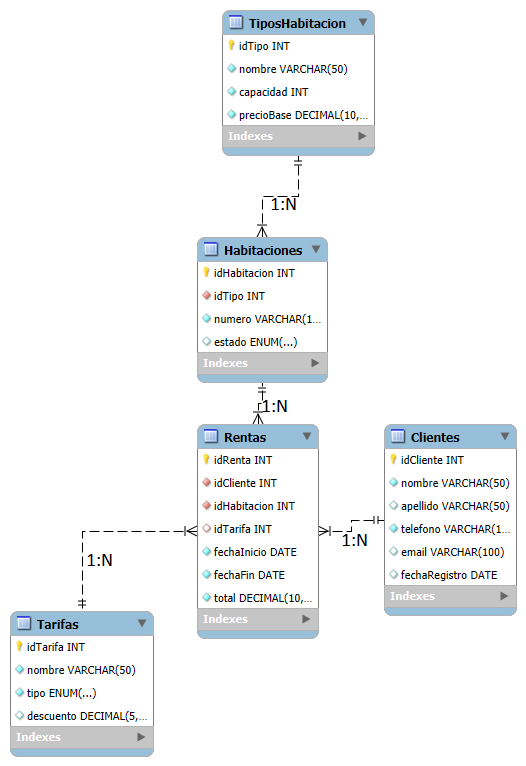 TiposHabitacion
idTipo INT
nombre VARCHAR(50)
capacidad INT
precioBase DECIMAL(10,...
Indexes
1:N
Habitaciones
idHabitacion INT
idTipo INT
numero VARCHAR(1...
estado ENUM(...)
Indexes
1:N
Rentas
idRenta INT
idCliente INT
idHabitacion INT
idTarifa INT
fechaInicio DATE
fechaFin DATE
total DECIMAL(10,...
Indexes
Clientes
idCliente INT
nombre VARCHAR(50)
apellido VARCHAR(50)
telefono VARCHAR(1...
email VARCHAR(100)
fechaRegistro DATE
Indexes
1:N
1:N
Tarifas
idTarifa INT
nombre VARCHAR(50)
tipo ENUM(...)
descuento DECIMAL(5,...
Indexes